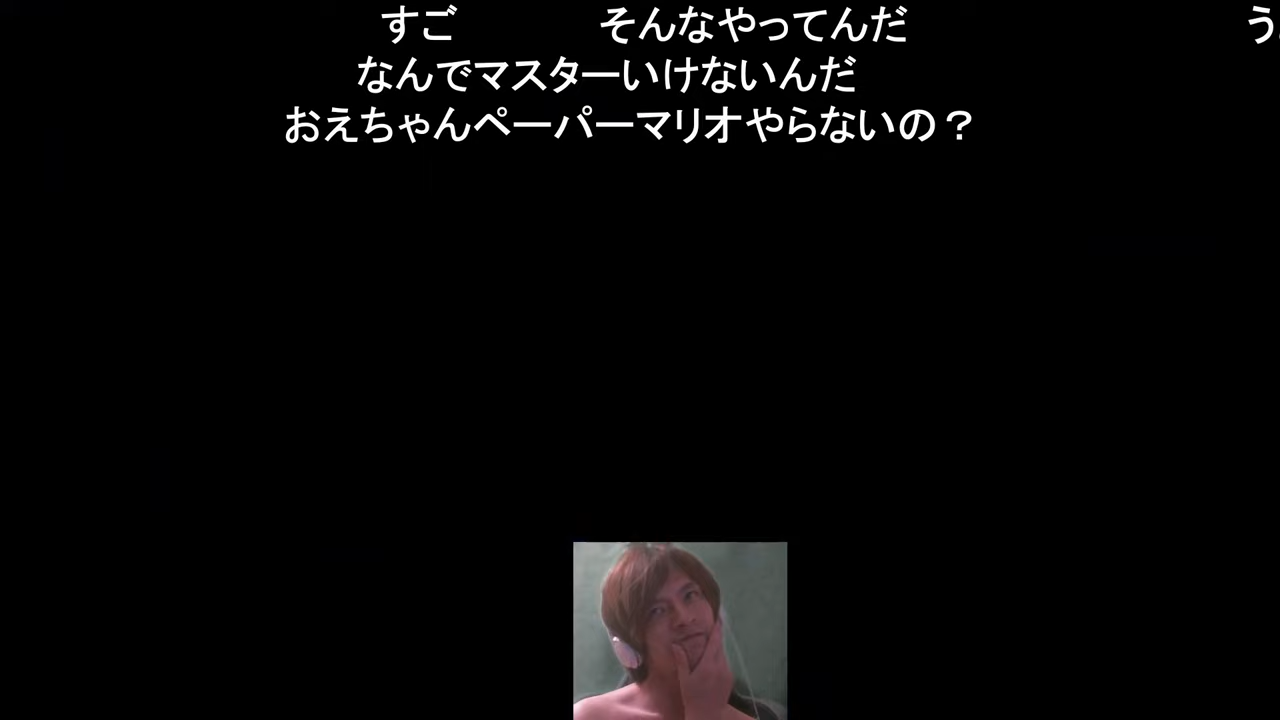 すご そんなやってんだ う
なんでマスターいけないんだ
おえちゃんペーパーマリオやらないの？